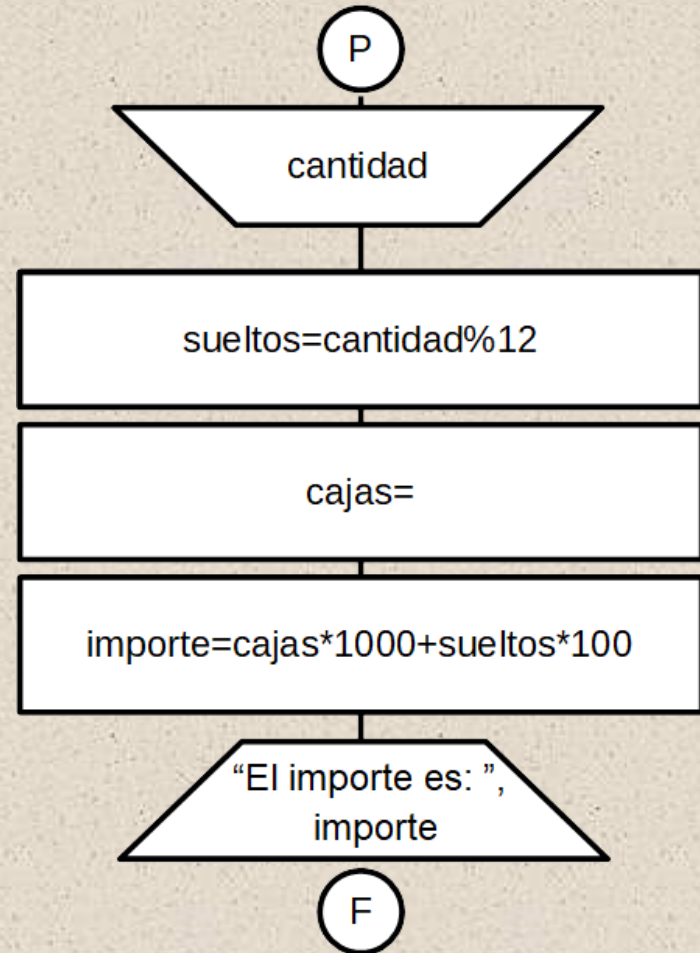 P
cantidad
sueltos=cantidad%12
cajas=
importe=cajas*1000+sueltos*100
“El importe es: ”,
importe
F